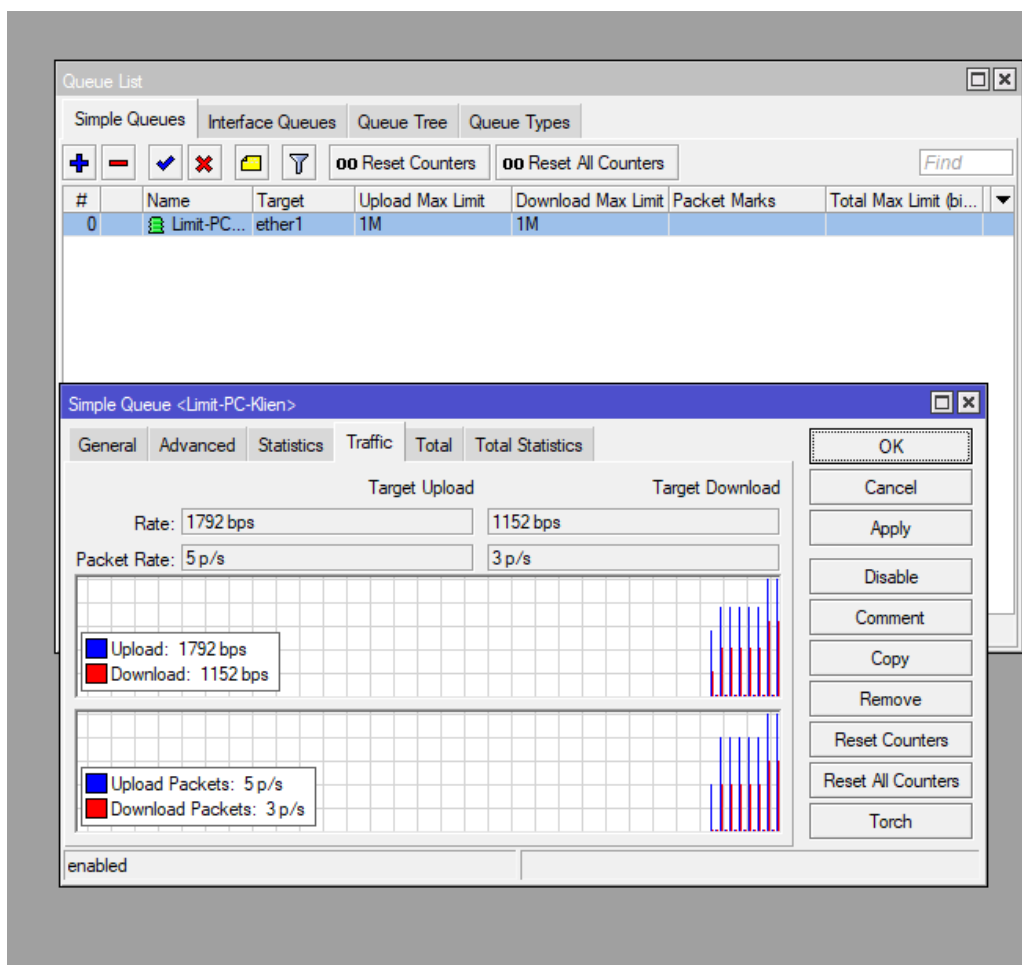 Queue List
Simple Queues Interface Queues Queue Tree Queue Types
00 Reset Counters 00 Reset All Counters Find
# Name Target Upload Max Limit Download Max Limit Packet Marks Total Max Limit (bi...
0 Limit-PC... ether1 1M 1M
Simple Queue <Limit-PC-Klien>
General Advanced Statistics Traffic Total Total Statistics
OK
Target Upload Target Download
Cancel
Rate: 1792 bps 1152 bps
Apply
Packet Rate: 5 p/s 3 p/s
Disable
Comment
Upload: 1792 bps
Download: 1152 bps
Copy
Remove
Reset Counters
Upload Packets: 5 p/s
Download Packets: 3 p/s
Reset All Counters
Torch
enabled